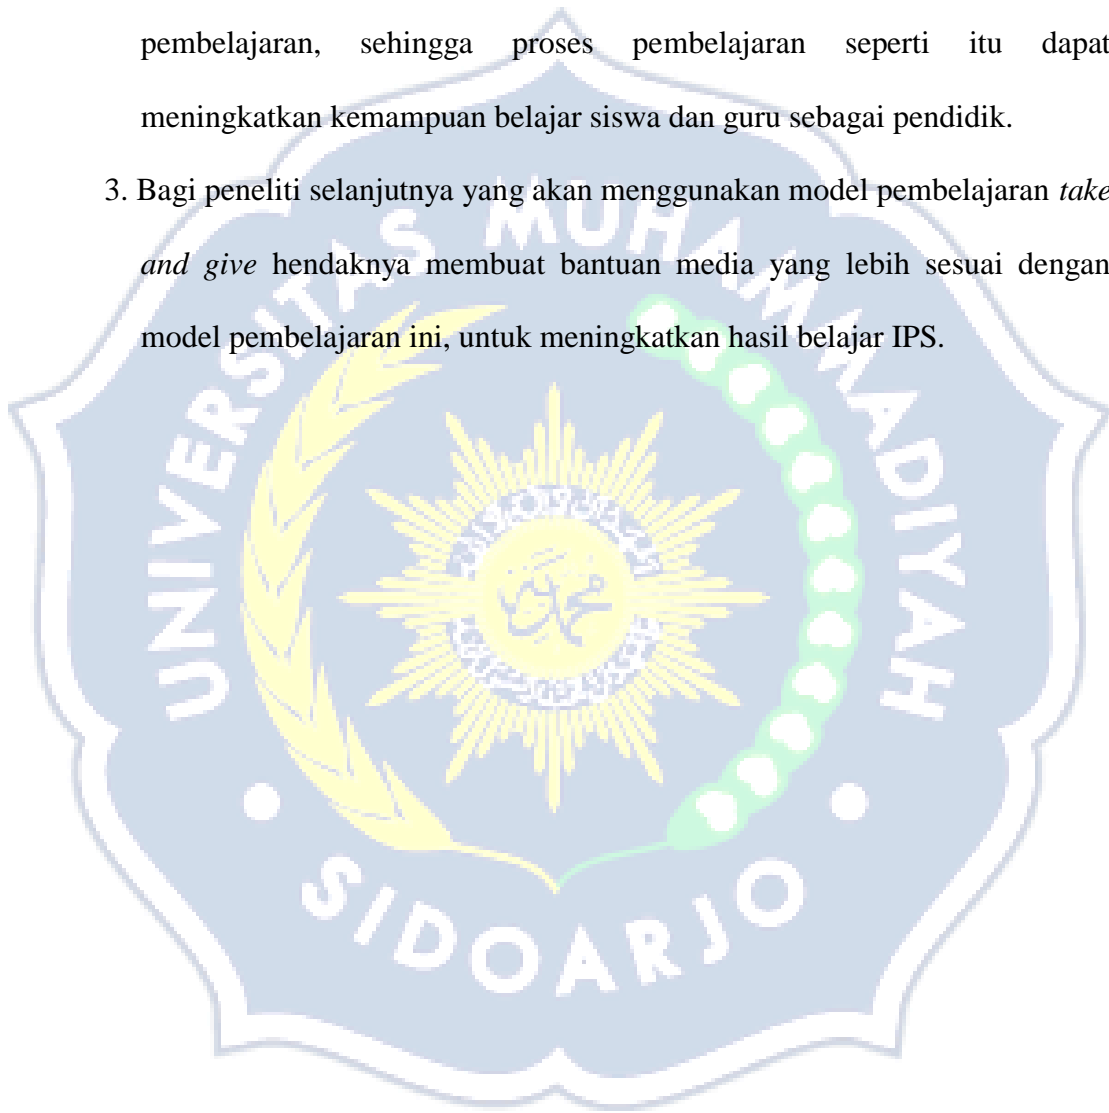 pembelajaran, sehingga proses pembelajaran seperti itu dapat
meningkatkan kemampuan belajar siswa dan guru sebagai pendidik.
3. Bagi peneliti selanjutnya yang akan menggunakan model pembelajaran take
and give hendaknya membuat bantuan media yang lebih sesuai dengan
model pembelajaran ini, untuk meningkatkan hasil belajar IPS.
UNIVERSITAS MUHAMMADIYAH
SIDOARJO